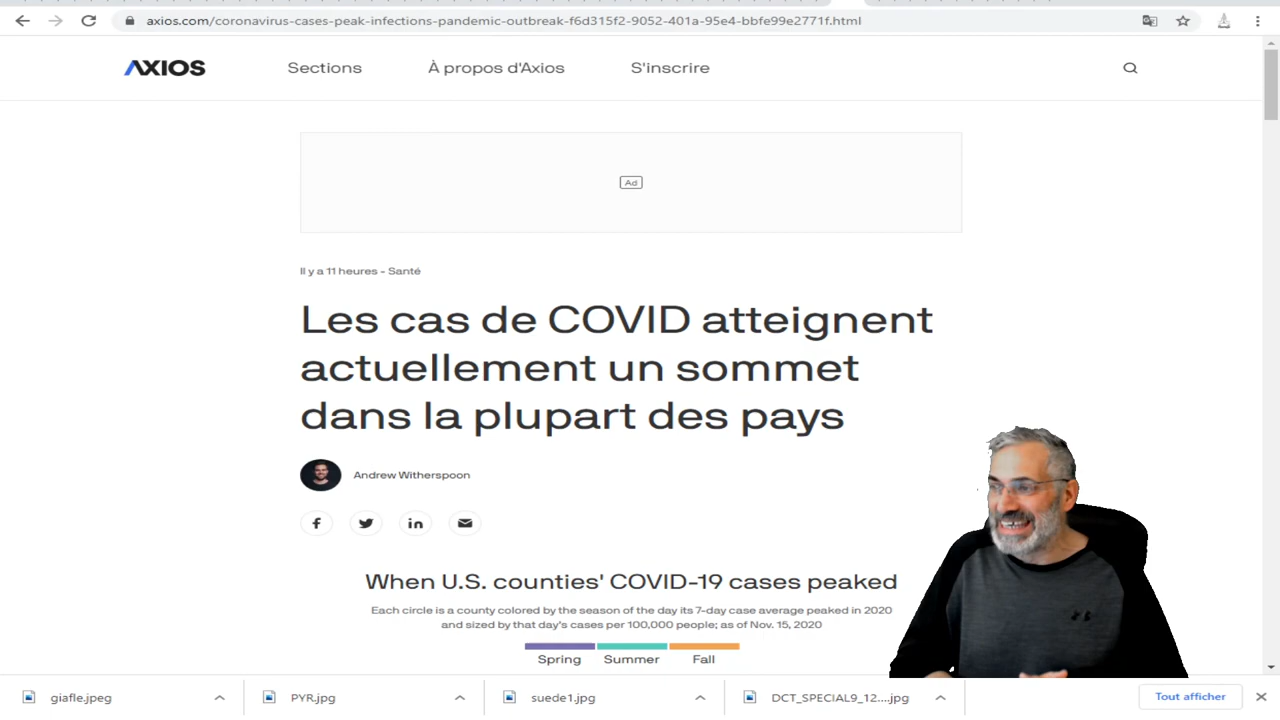 axios.com/coronavirus-cases-peak-infections-pandemic-outbreak-f6d315f2-9052-401a-95e4-bbfe99e2771f.html
AXIOS
Sections
À propos d'Axios
S'inscrire
Ad
Il y a 11 heures - Santé
Les cas de COVID atteignent
actuellement un sommet
dans la plupart des pays
Andrew Witherspoon
When U.S. counties' COVID-19 cases peaked
Each circle is a county colored by the season of the day its 7-day case average peaked in 2020
and sized by that day's cases per 100,000 people; as of Nov. 15, 2020
Spring
Summer
Fall
giafle.jpeg
PYR.jpg
suede1.jpg
DCT_SPECIAL9_12....jpg
Tout afficher